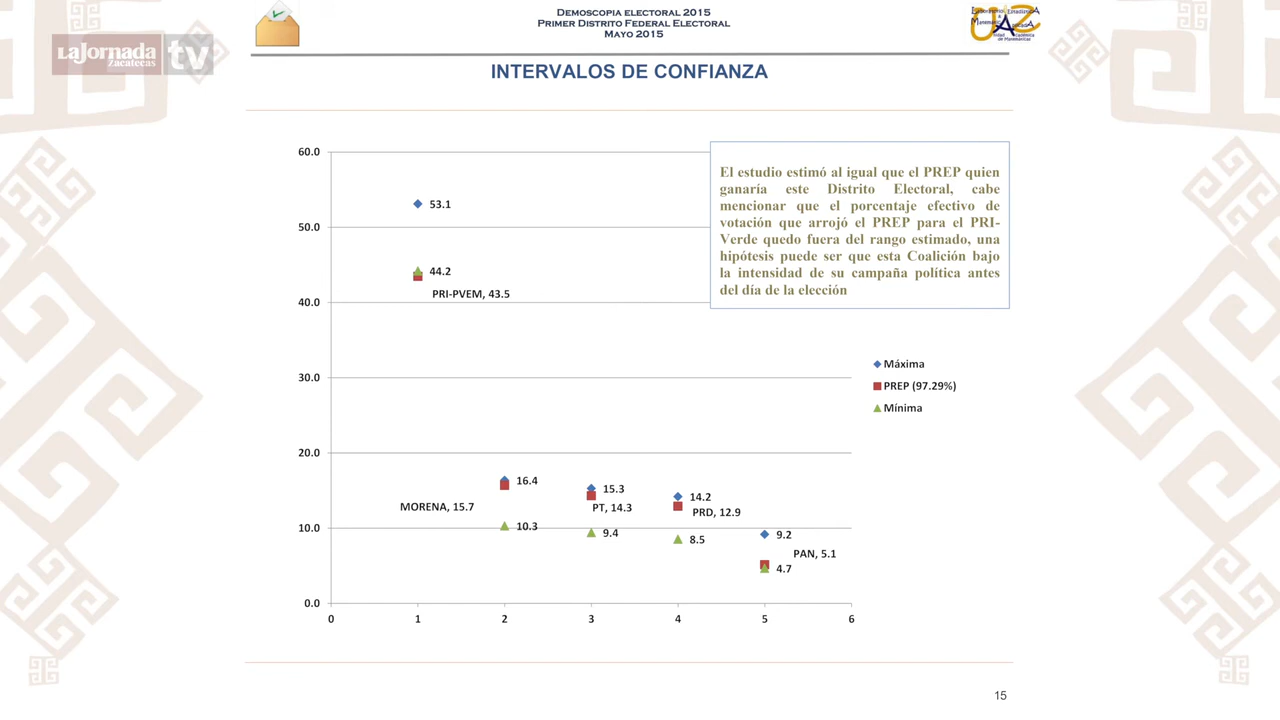 DEMOSCOPIA ELECTORAL 2015
PRIMER DISTRITO FEDERAL ELECTORAL
MAYO 2015
LaJornada
zacatecas
tv
INTERVALOS DE CONFIANZA
El estudio estimó al igual que el PREP quien
ganaría este Distrito Electoral, cabe
mencionar que el porcentaje efectivo de
votación que arrojó el PREP para el PRI-
Verde quedo fuera del rango estimado, una
hipótesis puede ser que esta Coalición bajo
la intensidad de su campaña política antes
del día de la elección
60.0
50.0
40.0
30.0
20.0
10.0
0.0
53.1
44.2
PRI-PVEM, 43.5
Máxima
PREP (97.29%)
Mínima
16.4
MORENA, 15.7
10.3
15.3
PT, 14.3
9.4
14.2
PRD, 12.9
8.5
9.2
PAN, 5.1
4.7
0 1 2 3 4 5 6
15